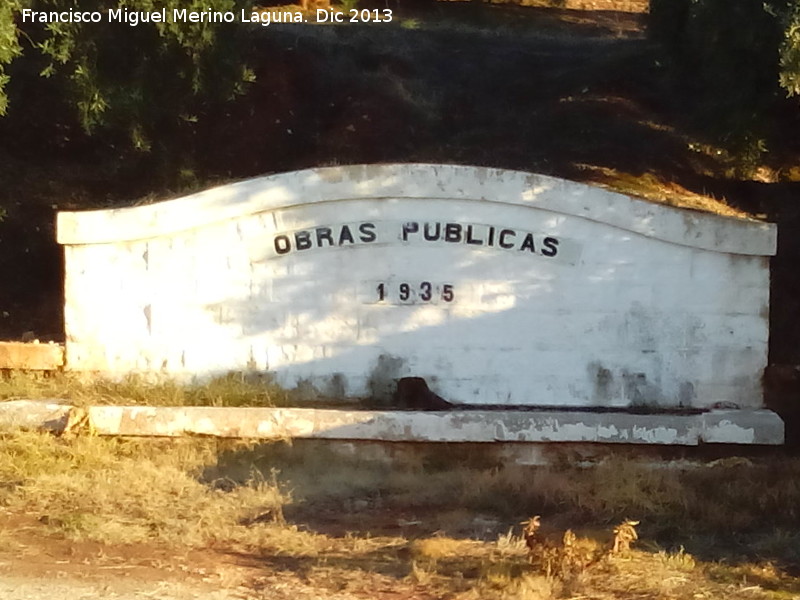 Francisco Miguel Merino Laguna. Dic 2013
OBRAS PUBLICAS
1935